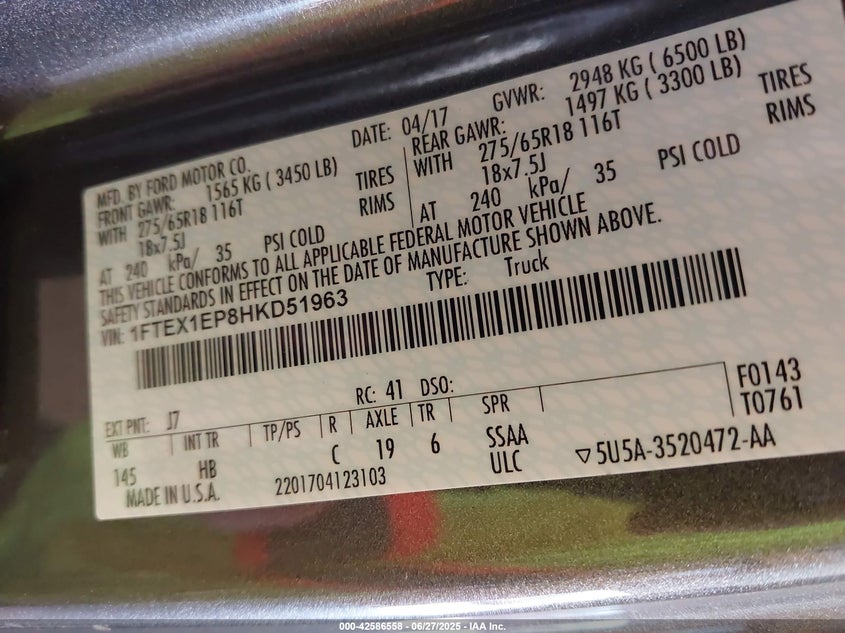 MFD. BY FORD MOTOR CO.
DATE: 04/17 GVWR: 2948 KG ( 6500 LB)
FRONT GAWR: 1565 KG ( 3450 LB) REAR GAWR: 1497 KG ( 3300 LB)
WITH 275/65R18 116T TIRES WITH 275/65R18 116T TIRES
18x7.5J RIMS 18x7.5J RIMS
AT 240 kPa/ 35 PSI COLD AT 240 kPa/ 35 PSI COLD
THIS VEHICLE CONFORMS TO ALL APPLICABLE FEDERAL MOTOR VEHICLE
SAFETY STANDARDS IN EFFECT ON THE DATE OF MANUFACTURE SHOWN ABOVE.
VIN: 1FTEX1EP8HKD51963 TYPE: Truck
F0143
T0761
EXT PNT: J7 RC: 41 DSO:
WB INT TR TP/PS R AXLE TR SPR
145 HB C 19 6 SSAA
ULC
5U5A-3520472-AA
MADE IN U.S.A. 2201704123103
000-42586558 - 06/27/2025 - IAA Inc.